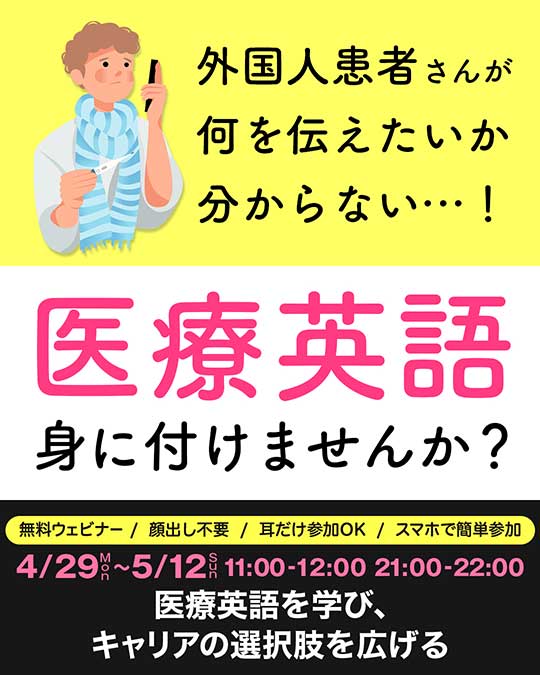 外国人患者さんが
何を伝えたいか
分からない…！
医療英語
身に付けませんか？
無料ウェビナー / 顔出し不要 / 耳だけ参加OK / スマホで簡単参加
4/29Mon～5/12Sun 11:00-12:00 21:00-22:00
医療英語を学び、
キャリアの選択肢を広げる